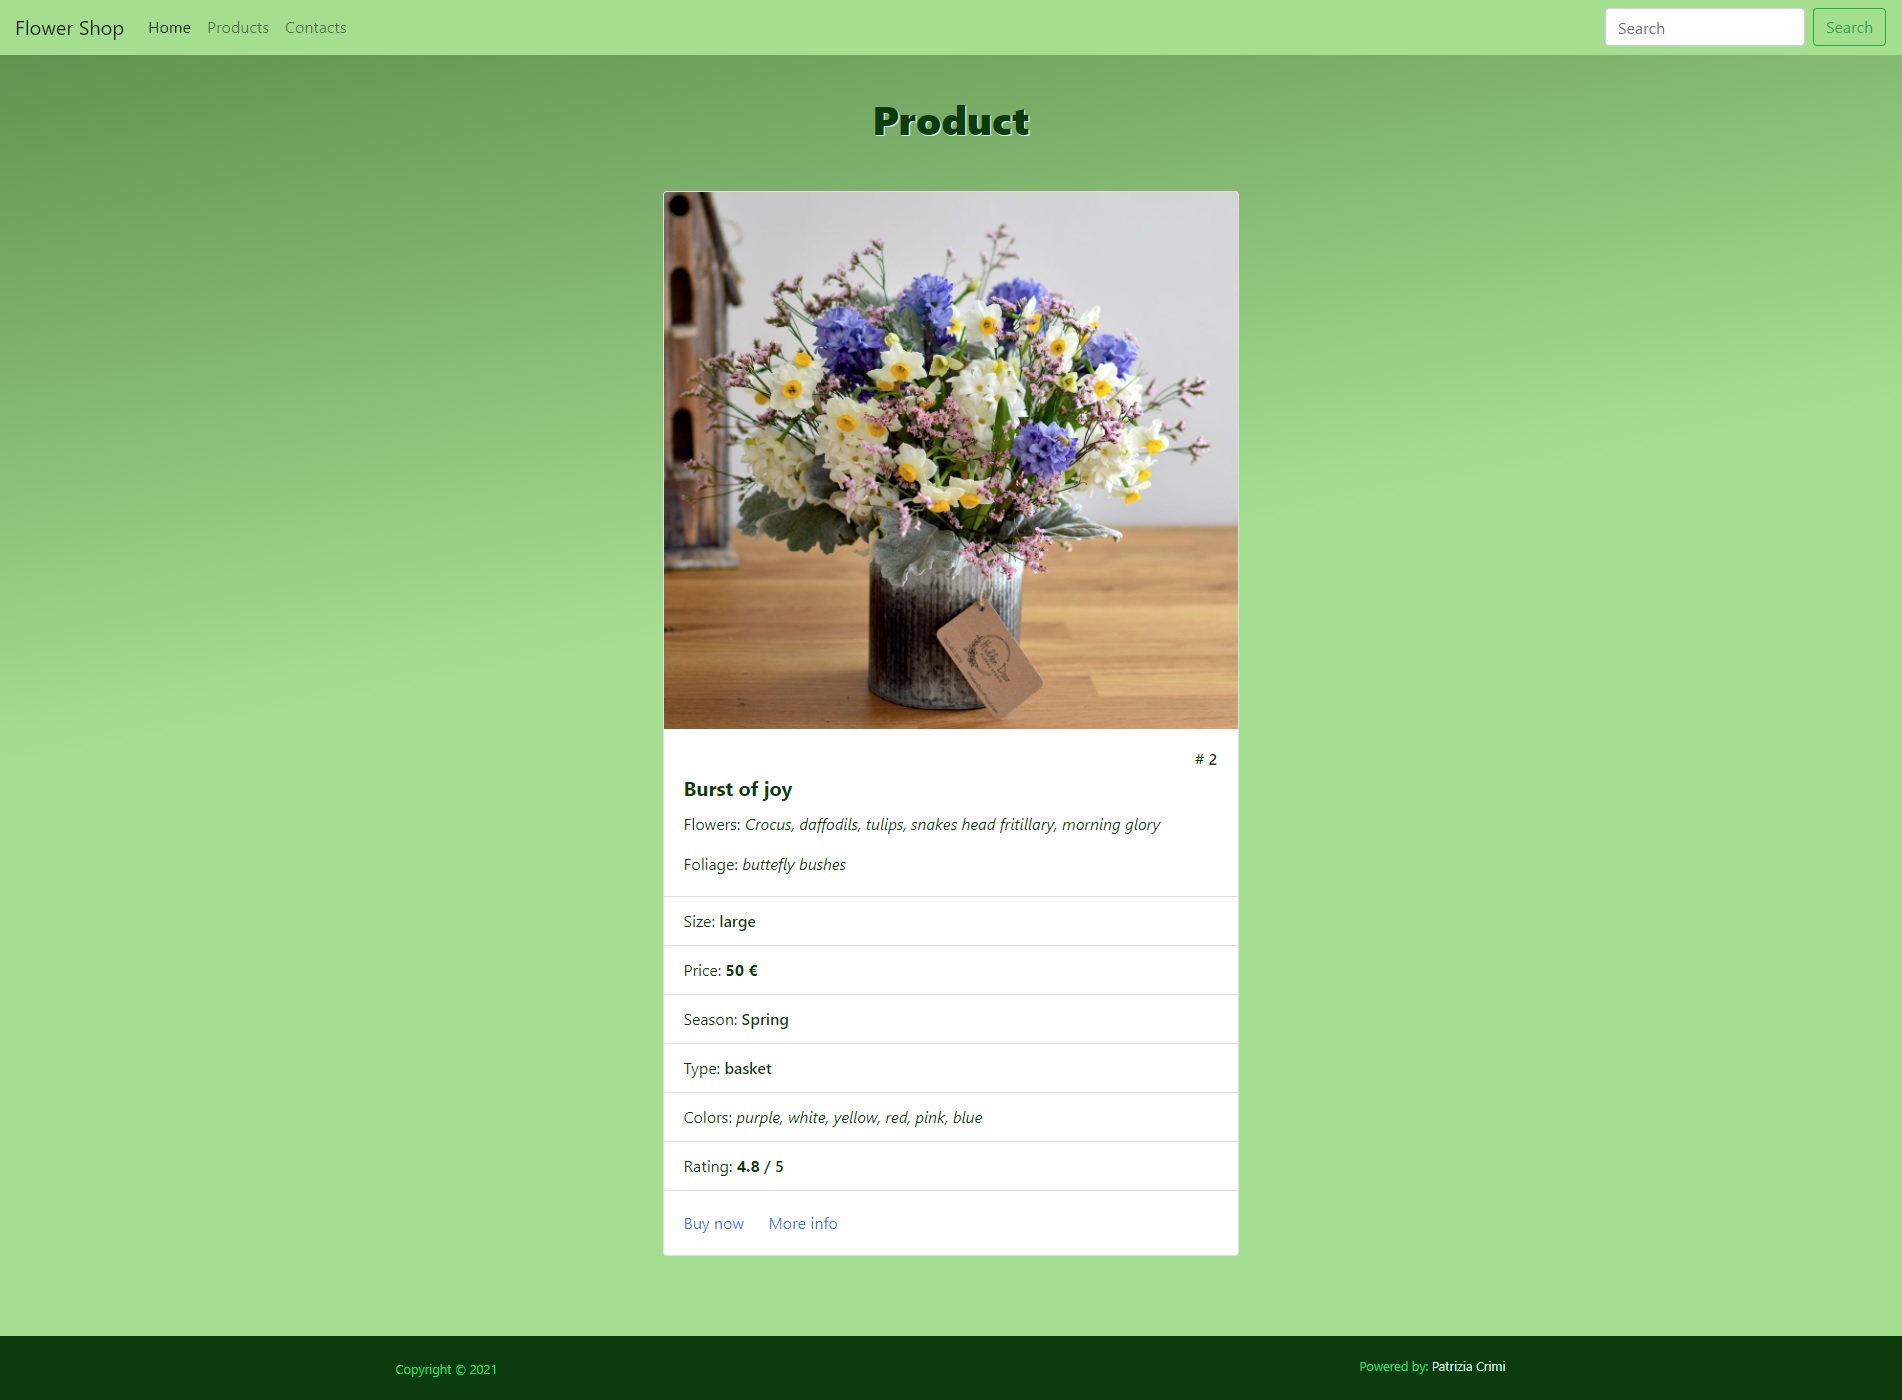 Flower Shop Home Products Contacts Search Search
Product
Hidden Door
# 2
Burst of joy
Flowers: Crocus, daffodils, tulips, snakes head fritillary, morning glory
Foliage: buttefly bushes
Size: large
Price: 50 €
Season: Spring
Type: basket
Colors: purple, white, yellow, red, pink, blue
Rating: 4.8 / 5
Buy now More info
Copyright © 2021
Powered by: Patrizia Crimi